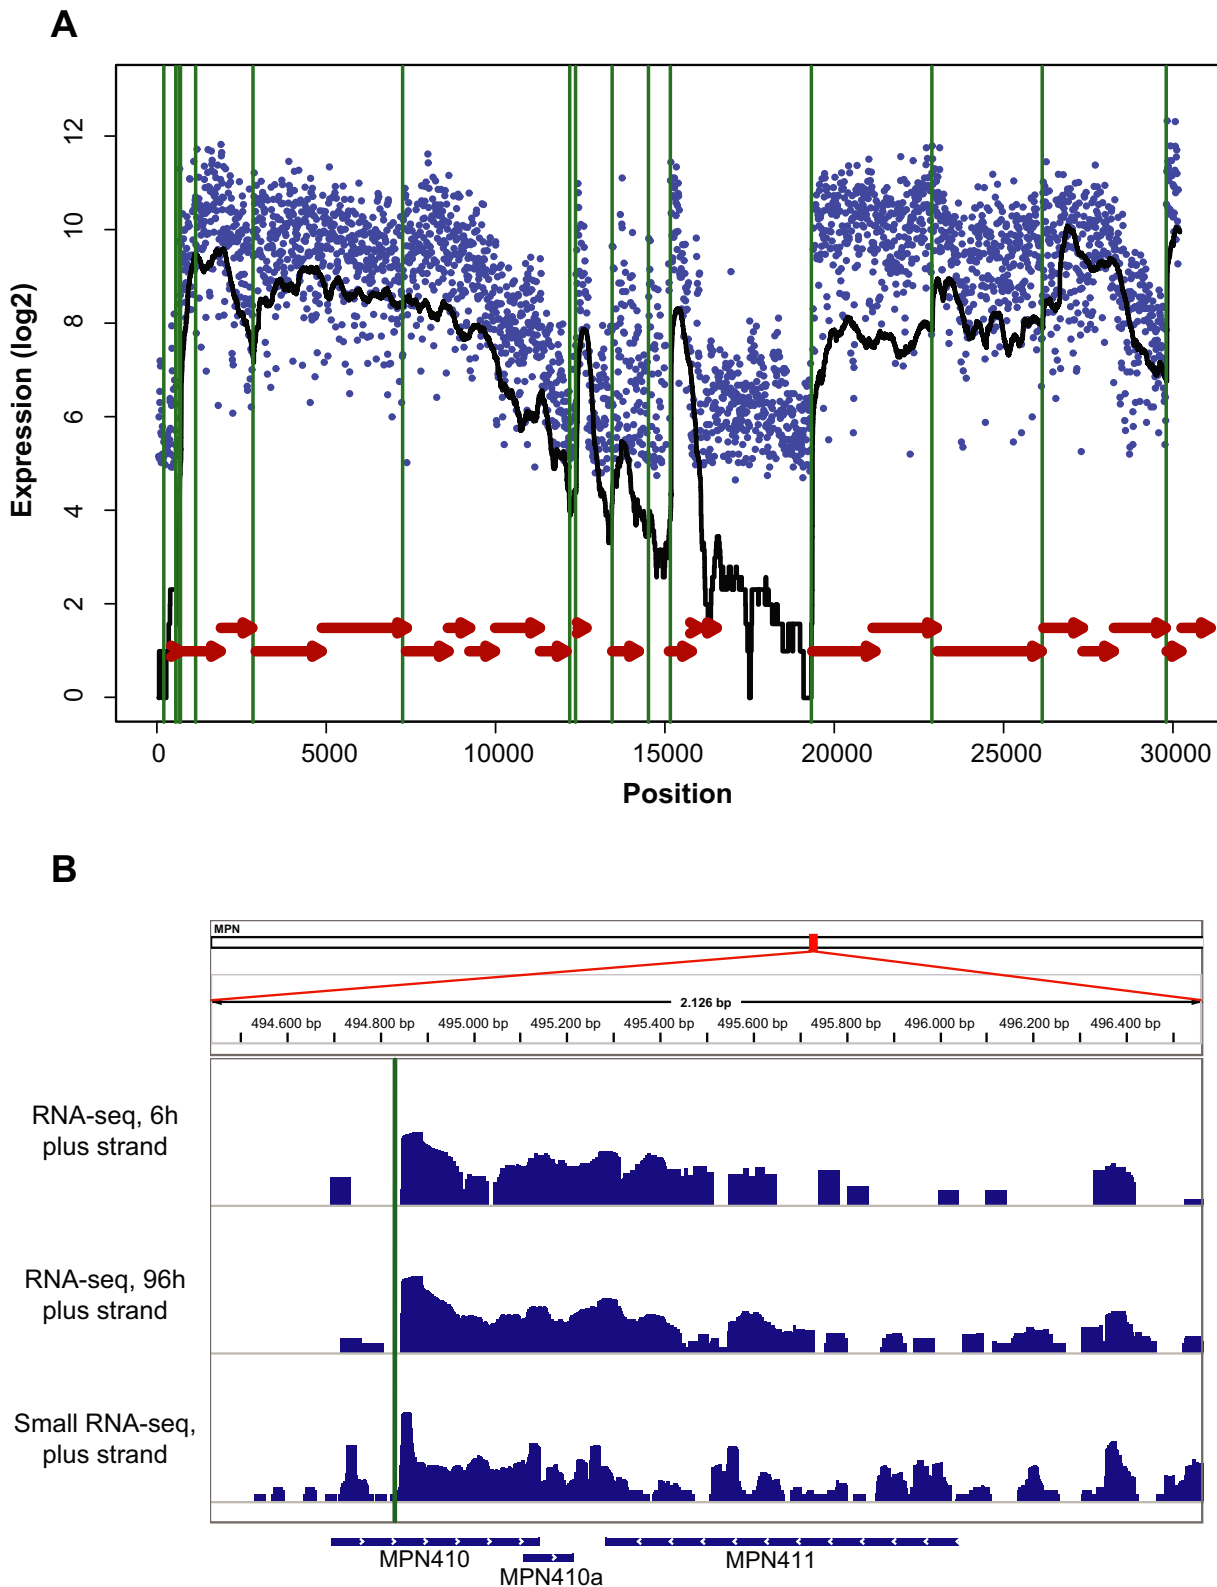 A
Expression (log2)
12
10
8
6
4
2
0
0 5000 10000 15000 20000 25000 30000
Position
B
MPN
2.126 bp
494.600 bp 494.800 bp 495.000 bp 495.200 bp 495.400 bp 495.600 bp 495.800 bp 496.000 bp 496.200 bp 496.400 bp
RNA-seq, 6h
plus strand
RNA-seq, 96h
plus strand
Small RNA-seq,
plus strand
MPN410 MPN411
MPN410a